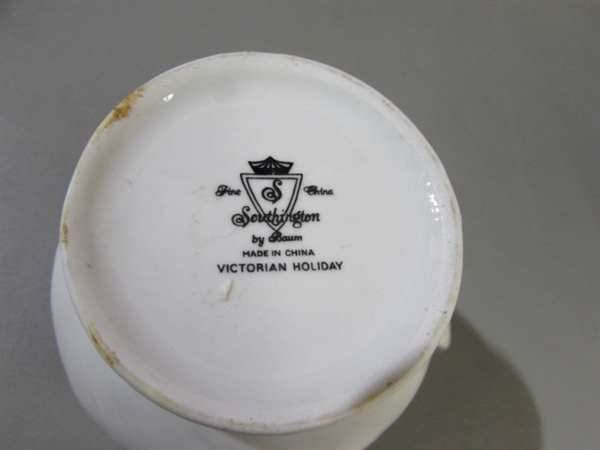 Fine S China
Southington
by Baum
MADE IN CHINA
VICTORIAN HOLIDAY